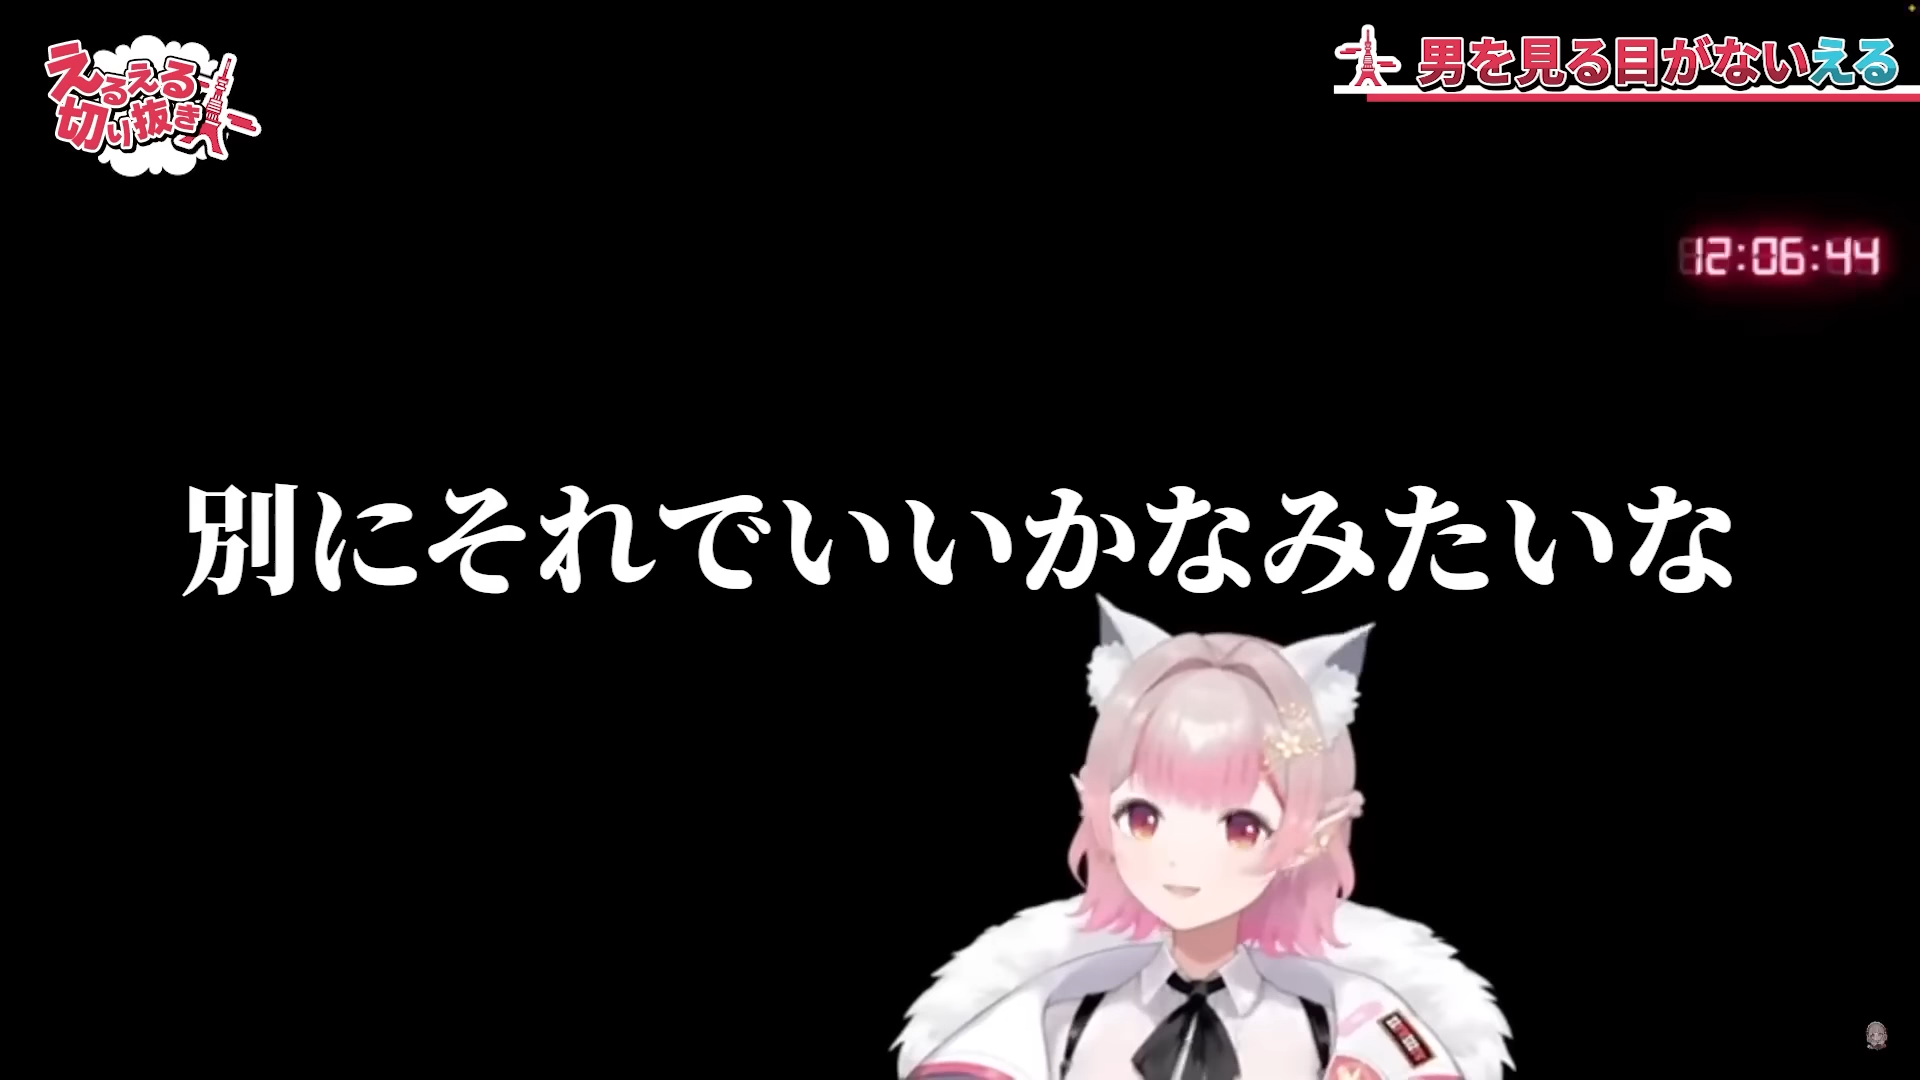 えるえる
切り抜き
男を見る目がないえる
12:06:44
別にそれでいいかなみたいな